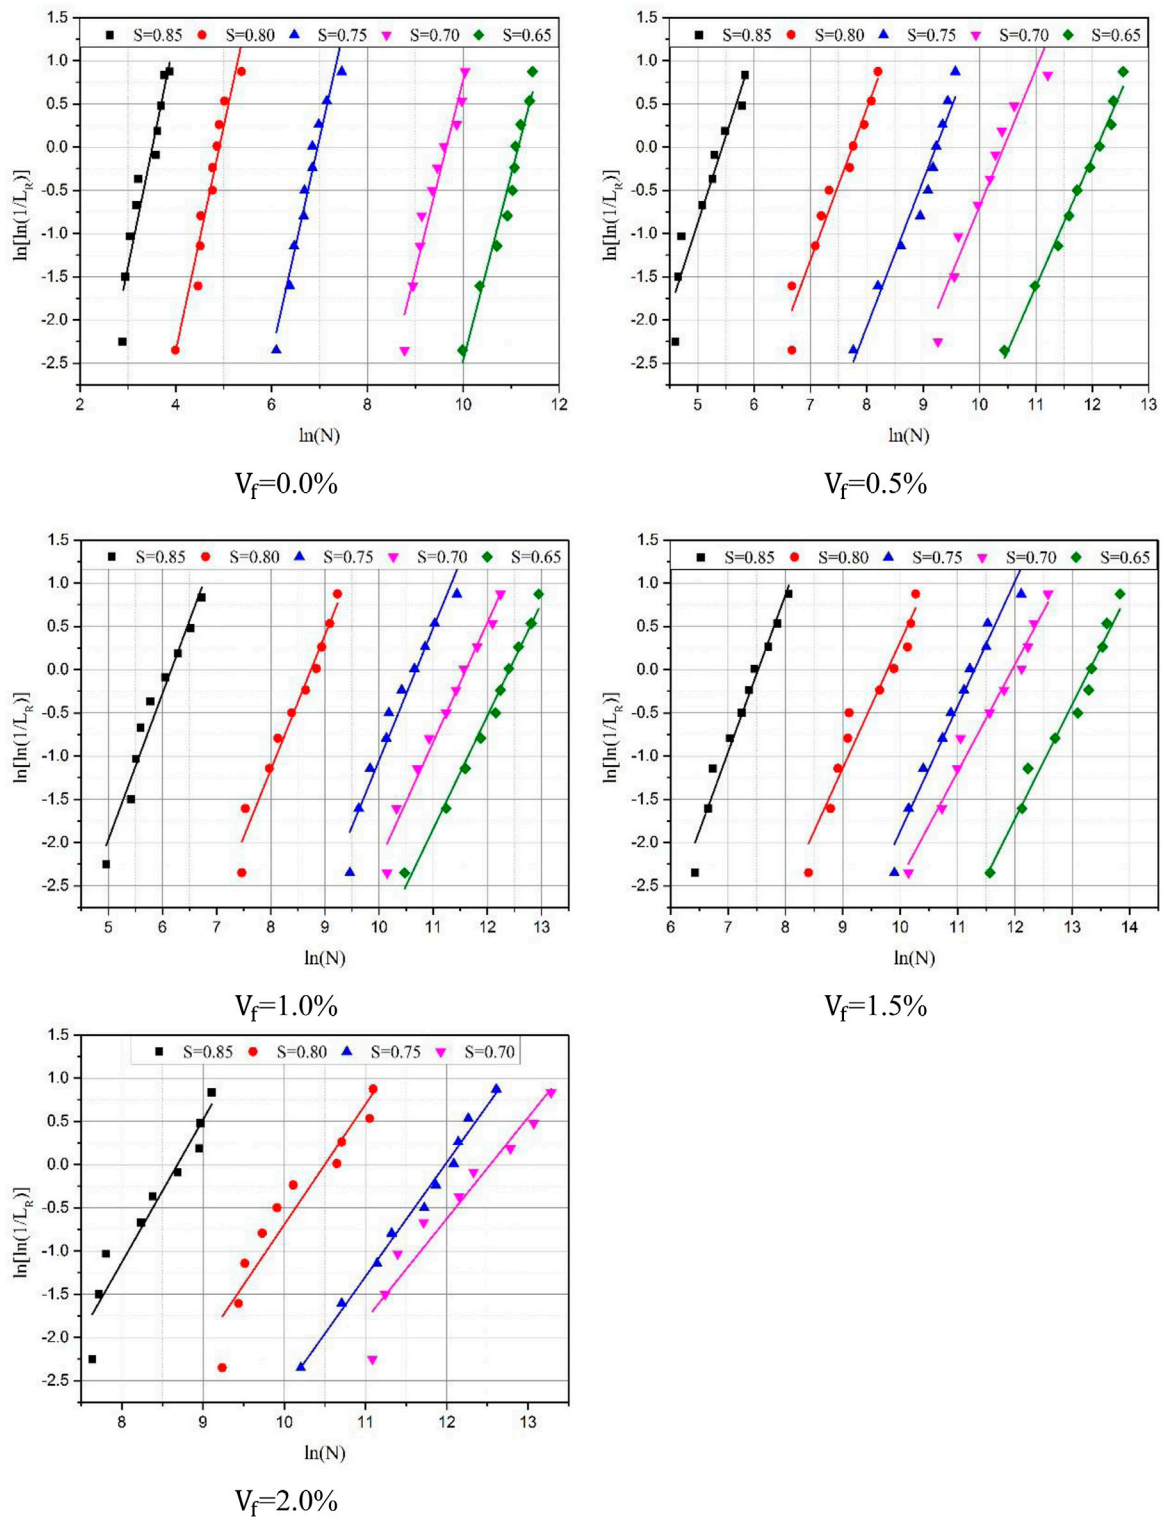 S=0.85 S=0.80 S=0.75 S=0.70 S=0.65
1.5
1.0
0.5
0.0
-0.5
-1.0
-1.5
-2.0
-2.5
ln[ln(1/L_R)]
2 4 6 8 10 12
ln(N)
V_f=0.0%
S=0.85 S=0.80 S=0.75 S=0.70 S=0.65
1.5
1.0
0.5
0.0
-0.5
-1.0
-1.5
-2.0
-2.5
ln[ln(1/L_R)]
5 6 7 8 9 10 11 12 13
ln(N)
V_f=0.5%
S=0.85 S=0.80 S=0.75 S=0.70 S=0.65
1.5
1.0
0.5
0.0
-0.5
-1.0
-1.5
-2.0
-2.5
ln[ln(1/L_R)]
5 6 7 8 9 10 11 12 13
ln(N)
V_f=1.0%
S=0.85 S=0.80 S=0.75 S=0.70 S=0.65
1.5
1.0
0.5
0.0
-0.5
-1.0
-1.5
-2.0
-2.5
ln[ln(1/L_R)]
6 7 8 9 10 11 12 13 14
ln(N)
V_f=1.5%
S=0.85 S=0.80 S=0.75 S=0.70
1.5
1.0
0.5
0.0
-0.5
-1.0
-1.5
-2.0
-2.5
ln[ln(1/L_R)]
8 9 10 11 12 13
ln(N)
V_f=2.0%